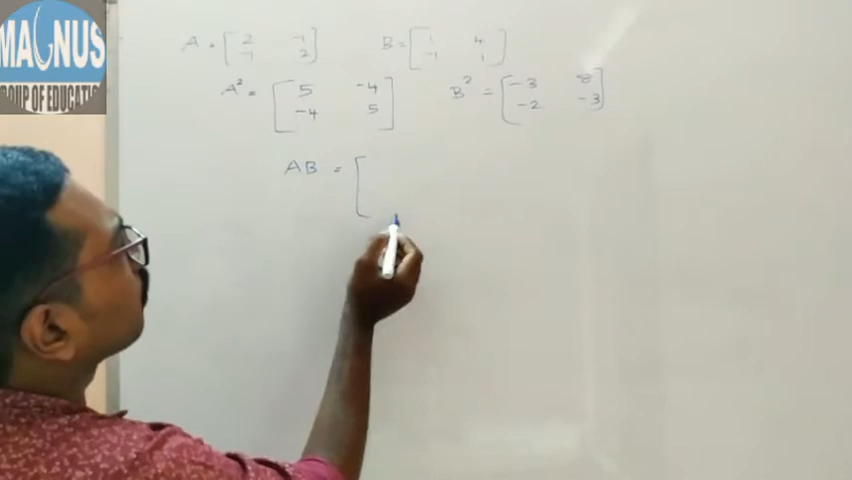 MAGNUS
GROUP OF EDUCATION
A = [ 2 -1 ] B = [ 1 4 ]
[ -1 2 ] [ -1 1 ]
A² = [ 5 -4 ] B² = [ -3 8 ]
[ -4 5 ] [ -2 -3 ]
AB = [